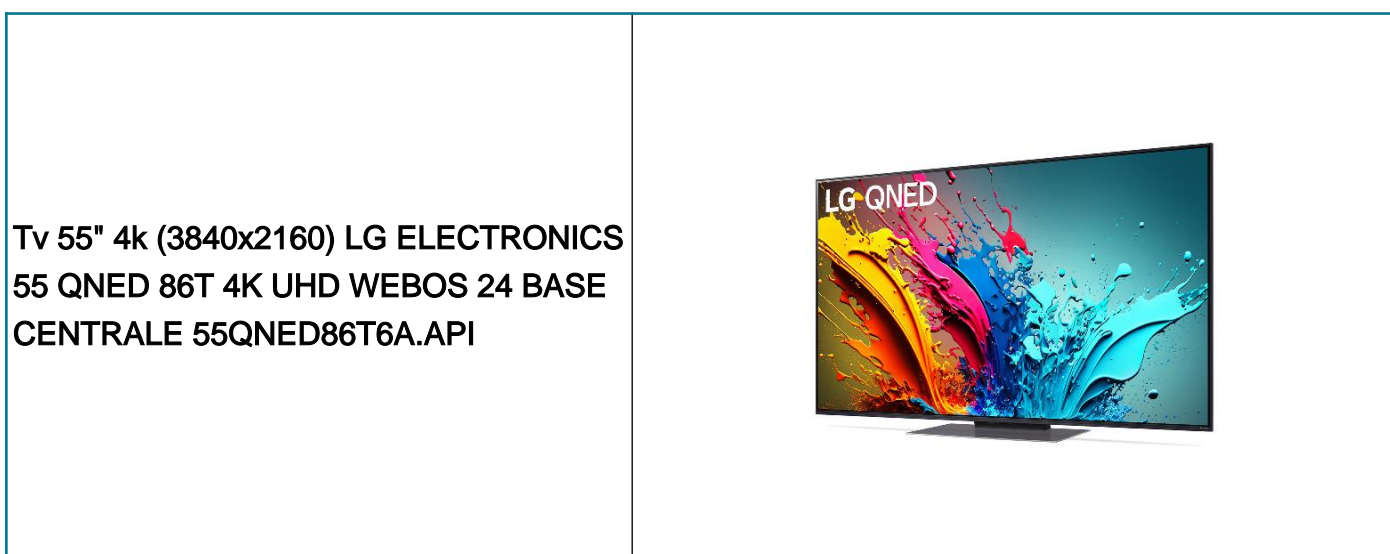 Tv 55" 4k (3840x2160) LG ELECTRONICS
55 QNED 86T 4K UHD WEBOS 24 BASE
CENTRALE 55QNED86T6A.API
LG QNED